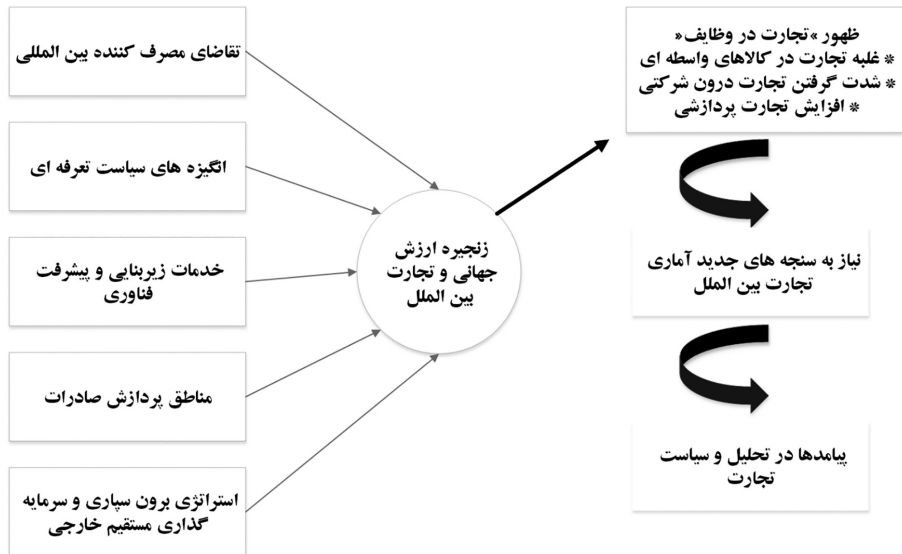 ظهور »تجارت در وظایف«
* غلبه تجارت در کالاهای واسطه ای
* شدت گرفتن تجارت درون شرکتی
* افزایش تجارت پردازشی
نیاز به سنجه های جدید آماری
تجارت بین الملل
پیامدها در تحلیل و سیاست
تجارت
زنجیره ارزش
جهانی و تجارت
بین الملل
تقاضای مصرف کننده بین المللی
انگیزه های سیاست تعرفه ای
خدمات زیربنایی و پیشرفت
فناوری
مناطق پردازش صادرات
استراتژی برون سپاری و سرمایه
گذاری مستقیم خارجی